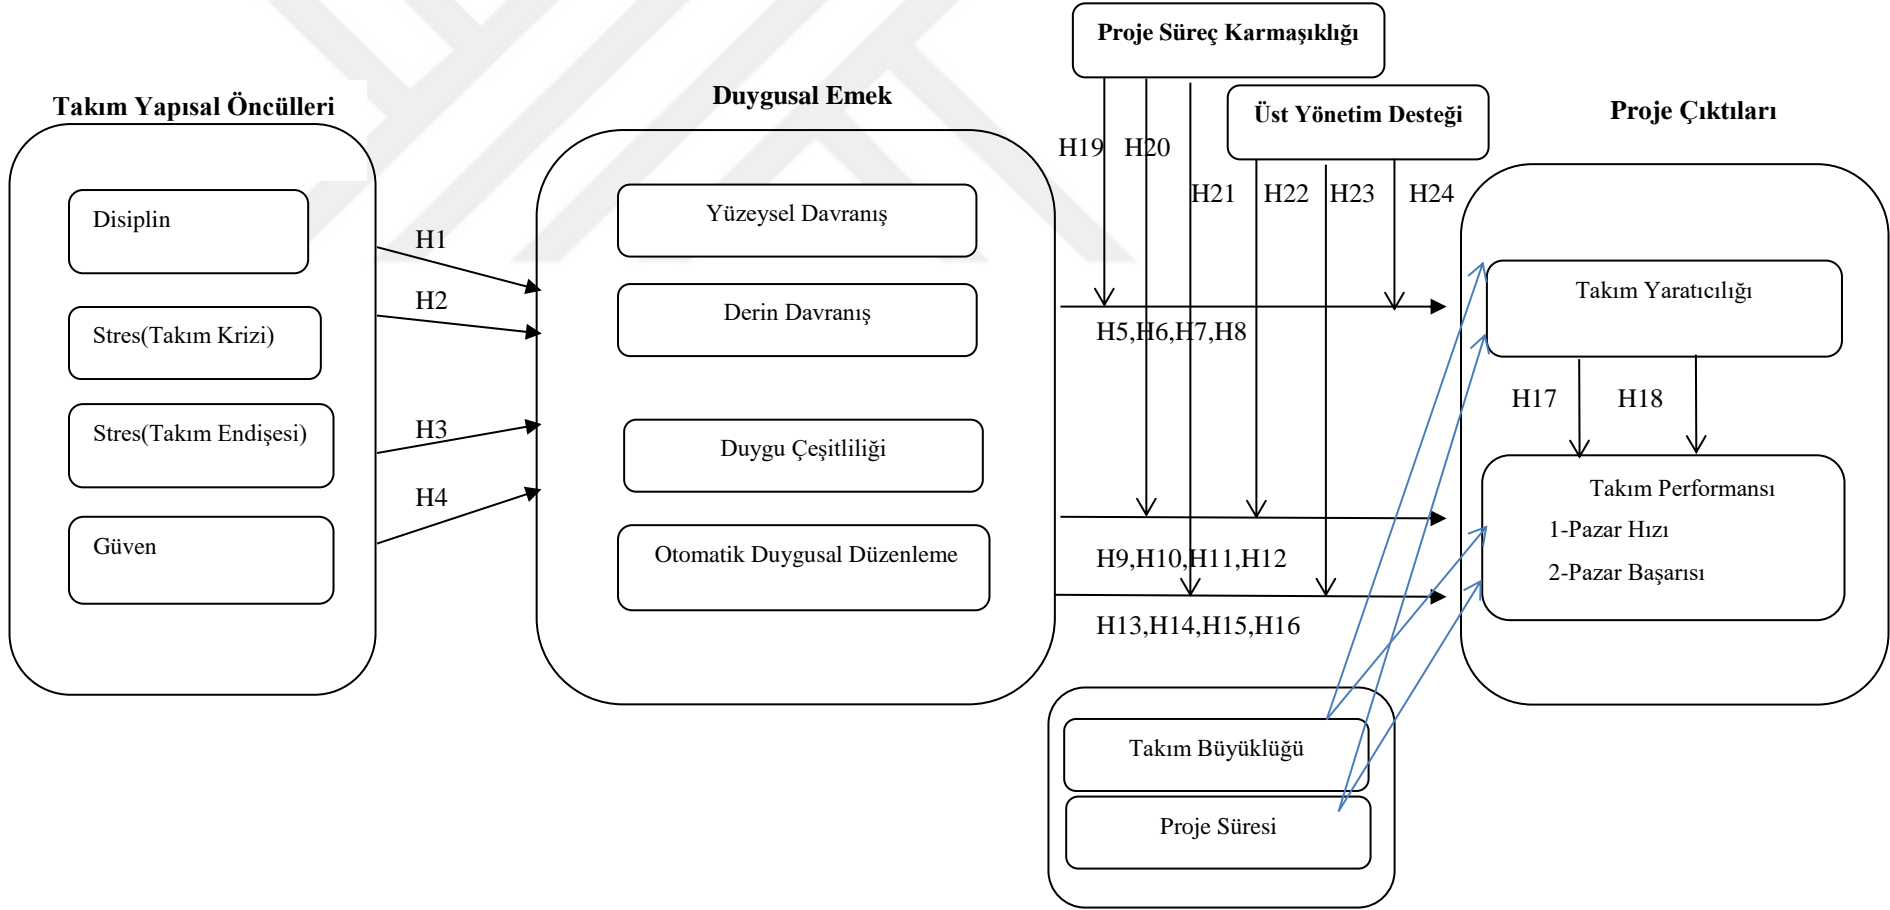 Proje Süreç Karmaşıklığı
Takım Yapısal Öncülleri
Duygusal Emek
Üst Yönetim Desteği
Proje Çıktıları
Disiplin
Stres(Takım Krizi)
Stres(Takım Endişesi)
Güven
H1
H2
H3
H4
Yüzeysel Davranış
Derin Davranış
Duygu Çeşitliliği
Otomatik Duygusal Düzenleme
H19
H20
H21
H22
H23
H24
H5,H6,H7,H8
H9,H10,H11,H12
H13,H14,H15,H16
Takım Yaratıcılığı
H17
H18
Takım Performansı
1-Pazar Hızı
2-Pazar Başarısı
Takım Büyüklüğü
Proje Süresi